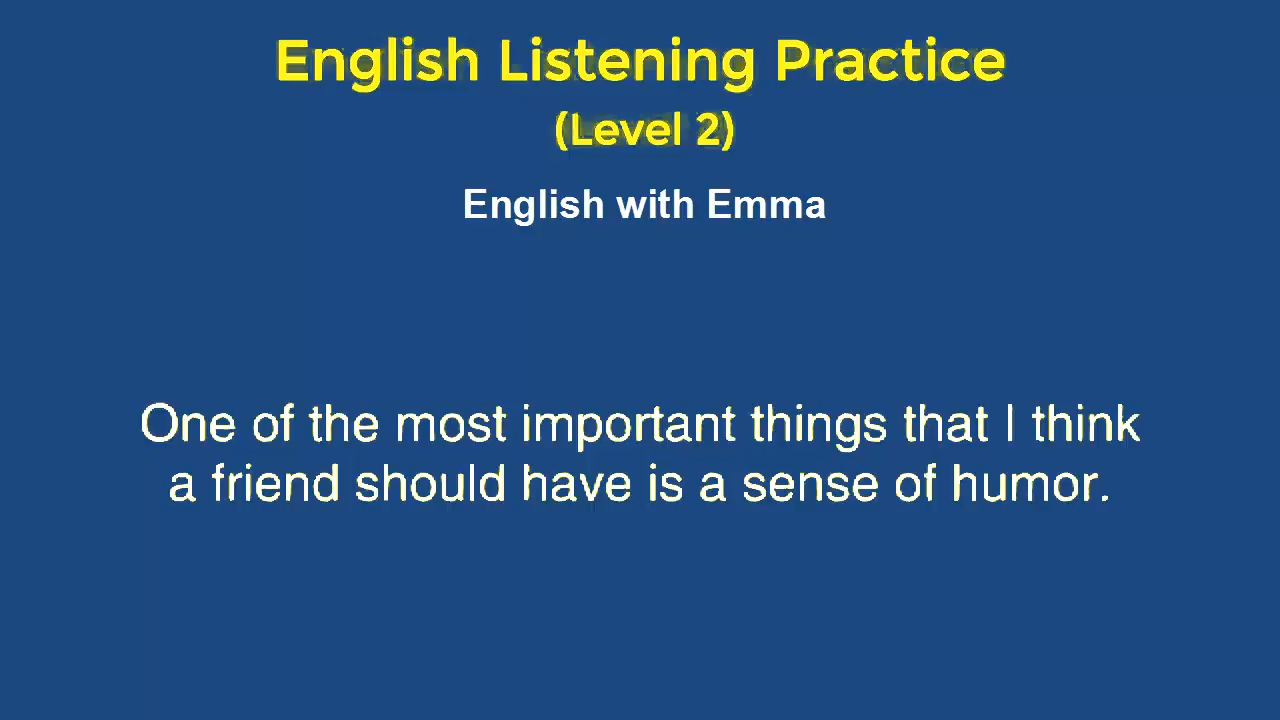 English Listening Practice
(Level 2)
English with Emma
One of the most important things that I think
a friend should have is a sense of humor.